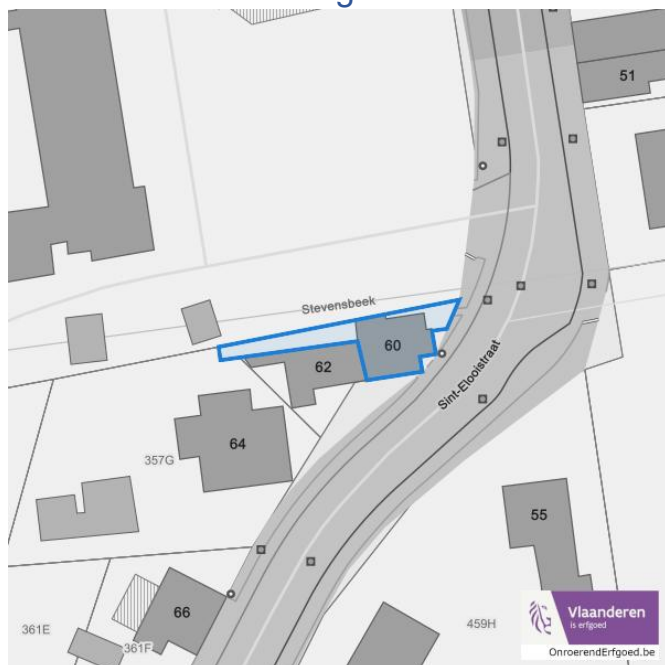 51
Stevensbeek
60
62
Sint-Elooistraat
64
357G
55
66
361E
361F
459H
Vlaanderen
is erfgoed
OnroerendErfgoed.be